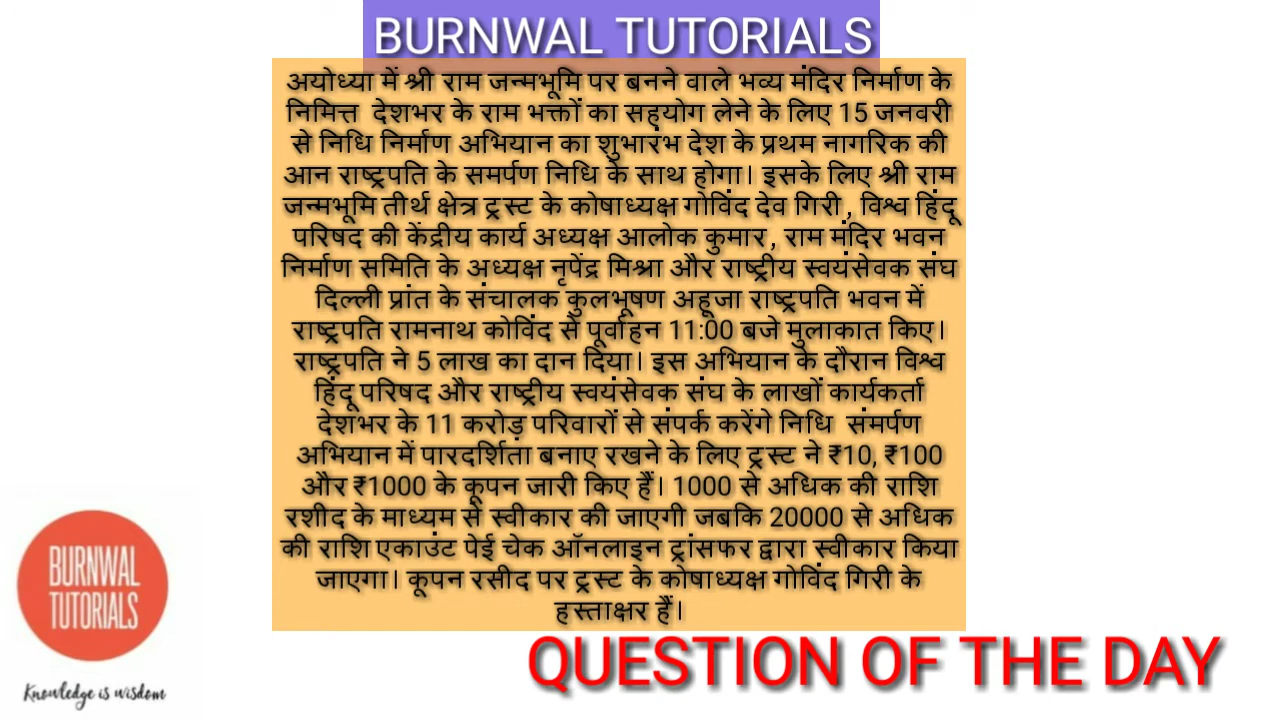 BURNWAL TUTORIALS
अयोध्या में श्री राम जन्मभूमि पर बनने वाले भव्य मंदिर निर्माण के
निमित्त देशभर के राम भक्तों का सहयोग लेने के लिए 15 जनवरी
से निधि निर्माण अभियान का शुभारंभ देश के प्रथम नागरिक की
आन राष्ट्रपति के समर्पण निधि के साथ होगा। इसके लिए श्री राम
जन्मभूमि तीर्थ क्षेत्र ट्रस्ट के कोषाध्यक्ष गोविंद देव गिरी, विश्व हिंदू
परिषद की केंद्रीय कार्य अध्यक्ष आलोक कुमार, राम मंदिर भवन
निर्माण समिति के अध्यक्ष नृपेंद्र मिश्रा और राष्ट्रीय स्वयंसेवक संघ
दिल्ली प्रांत के संचालक कुलभूषण अहूजा राष्ट्रपति भवन में
राष्ट्रपति रामनाथ कोविंद से पूर्वाहन 11:00 बजे मुलाकात किए।
राष्ट्रपति ने 5 लाख का दान दिया। इस अभियान के दौरान विश्व
हिंदू परिषद और राष्ट्रीय स्वयंसेवक संघ के लाखों कार्यकर्ता
देशभर के 11 करोड़ परिवारों से संपर्क करेंगे निधि संमर्पण
अभियान में पारदर्शिता बनाए रखने के लिए ट्रस्ट ने ₹10, ₹100
और ₹1000 के कूपन जारी किए हैं। 1000 से अधिक की राशि
रशीद के माध्यम से स्वीकार की जाएगी जबकि 20000 से अधिक
की राशि एकाउंट पेई चेक ऑनलाइन ट्रांसफर द्वारा स्वीकार किया
जाएगा। कूपन रसीद पर ट्रस्ट के कोषाध्यक्ष गोविंद गिरी के
हस्ताक्षर हैं।
BURNWAL
TUTORIALS
Knowledge is wisdom
QUESTION OF THE DAY